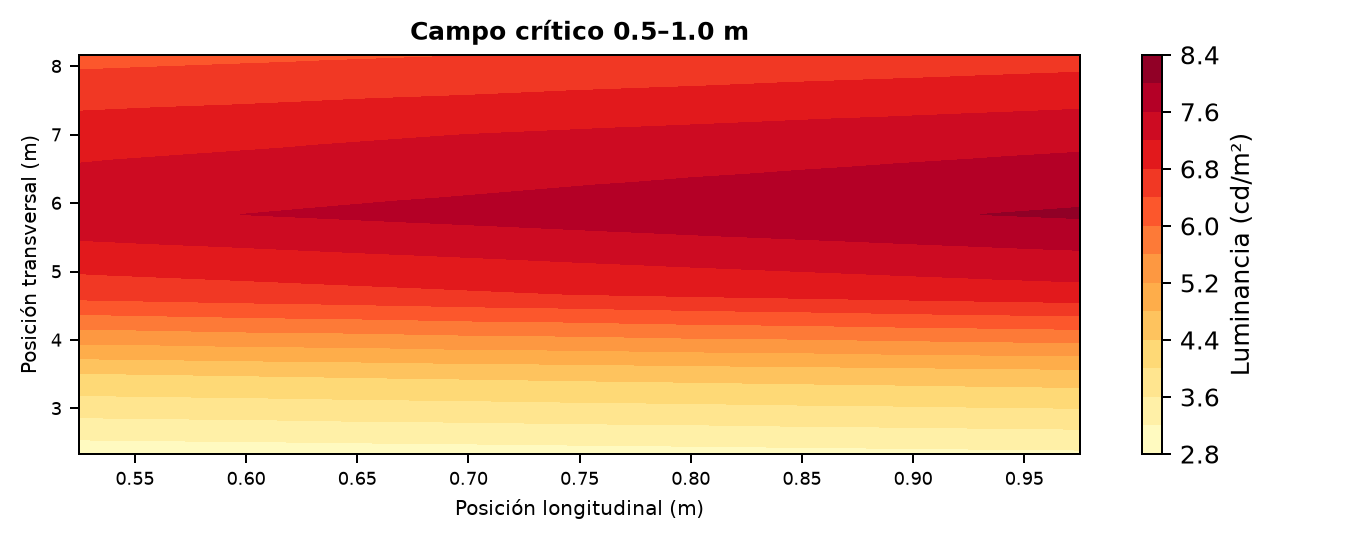 Campo crítico 0.5–1.0 m
8
7
6
5
4
3
Posición transversal (m)
0.55 0.60 0.65 0.70 0.75 0.80 0.85 0.90 0.95
Posición longitudinal (m)
8.4
7.6
6.8
6.0
5.2
4.4
3.6
2.8
Luminancia (cd/m²)